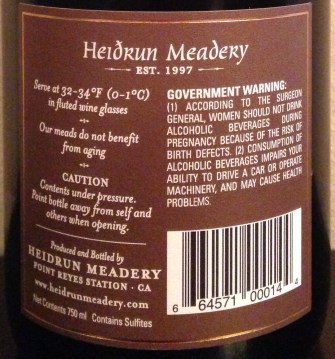 Heiðrun Meadery
EST. 1997
Serve at 32-34°F (0-1°C)
in fluted wine glasses
Our meads do not benefit
from aging
CAUTION
Contents under pressure.
Point bottle away from self and
others when opening.
Produced and Bottled by
HEIDRUN MEADERY
POINT REYES STATION - CA
www.heidrunmeadery.com
Net Contents 750 ml Contains Sulfites
GOVERNMENT WARNING:
(1) ACCORDING TO THE SURGEON
GENERAL, WOMEN SHOULD NOT DRINK
ALCOHOLIC BEVERAGES DURING
PREGNANCY BECAUSE OF THE RISK OF
BIRTH DEFECTS. (2) CONSUMPTION OF
ALCOHOLIC BEVERAGES IMPAIRS YOUR
ABILITY TO DRIVE A CAR OR OPERATE
MACHINERY, AND MAY CAUSE HEALTH
PROBLEMS.
6 64571 00014 4